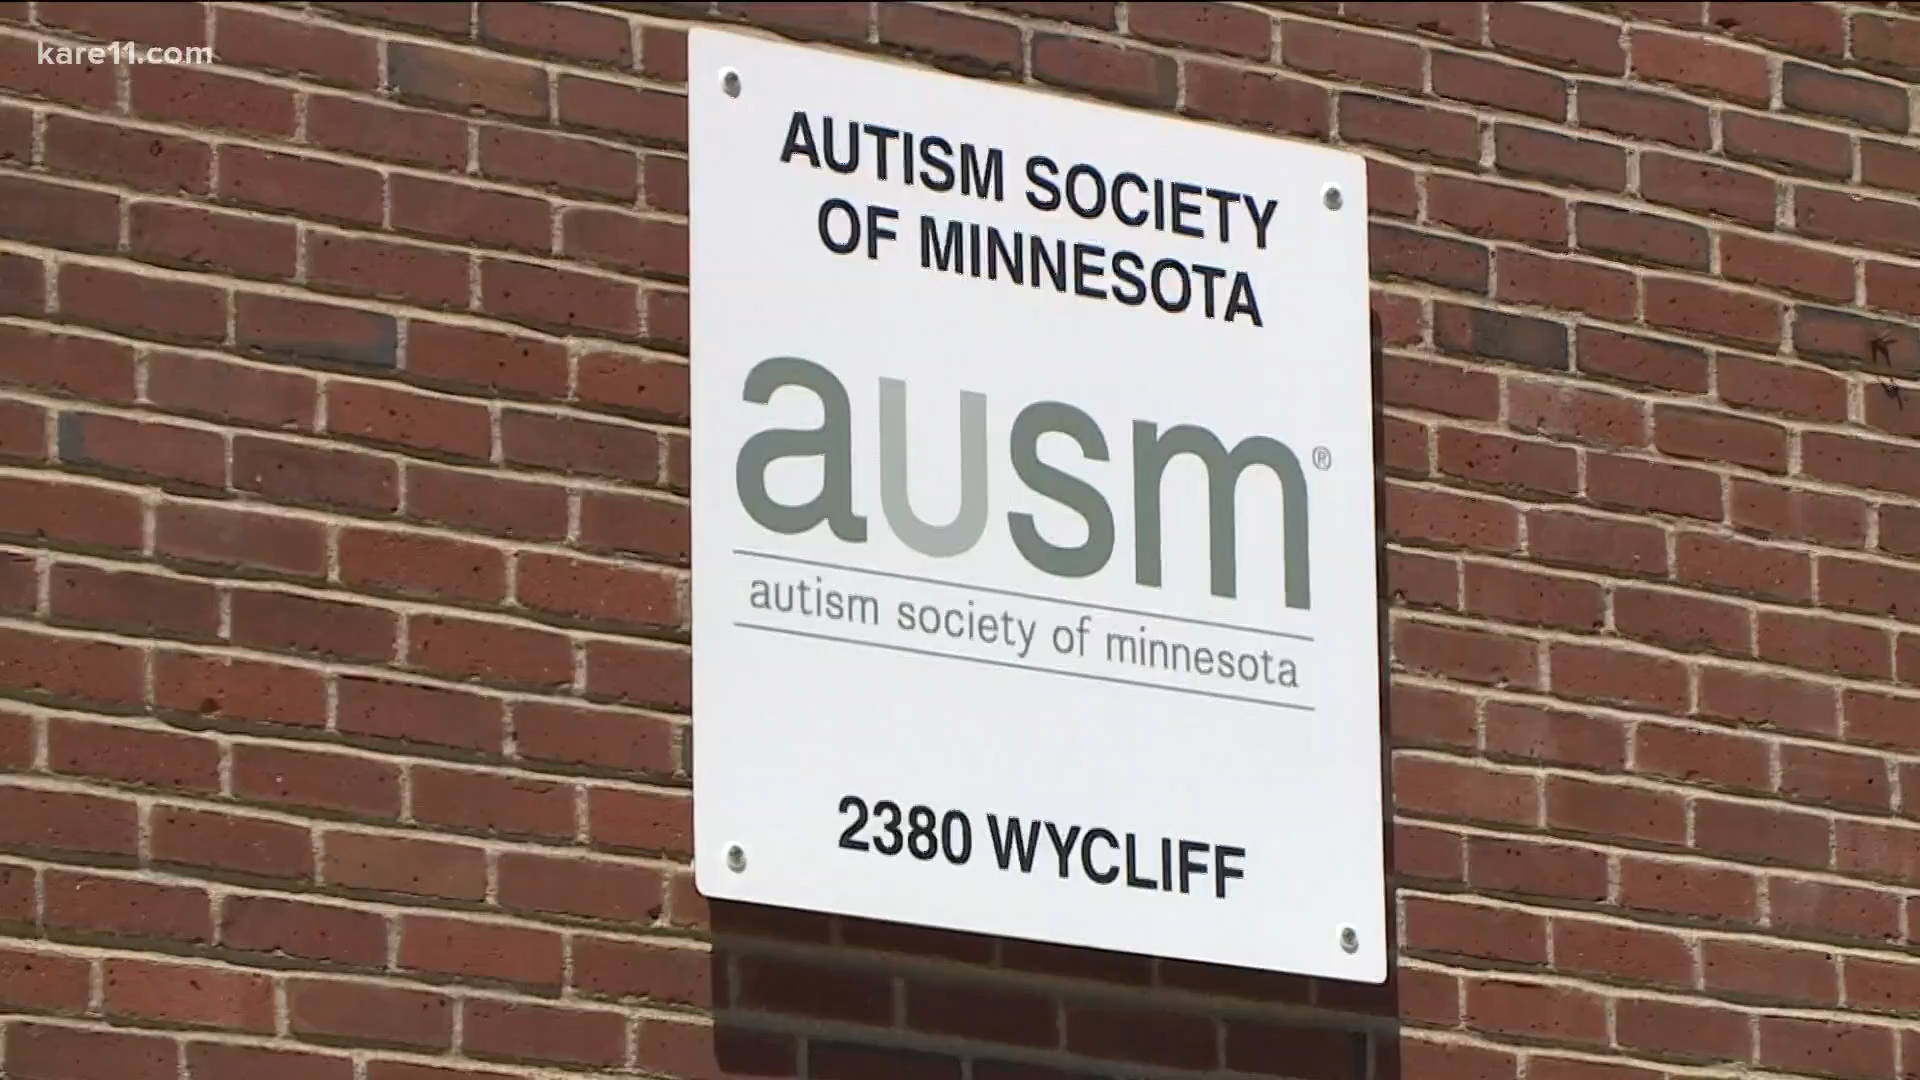 kare11.com
AUTISM SOCIETY
OF MINNESOTA
ausm®
autism society of minnesota
2380 WYCLIFF